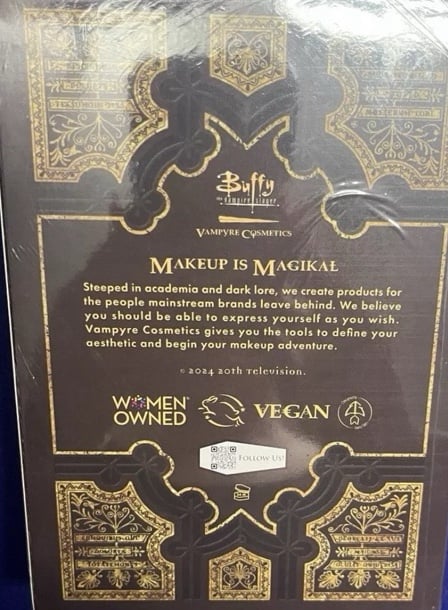 Buffy
the vampire slayer
VAMPYRE COSMETICS
MAKEUP IS MAGIKAL
Steeped in academia and dark lore, we create products for
the people mainstream brands leave behind. We believe
you should be able to express yourself as you wish.
Vampyre Cosmetics gives you the tools to define your
aesthetic and begin your makeup adventure.
© 2024 20th Television.
WOMEN
OWNED
VEGAN
FOLLOW US!